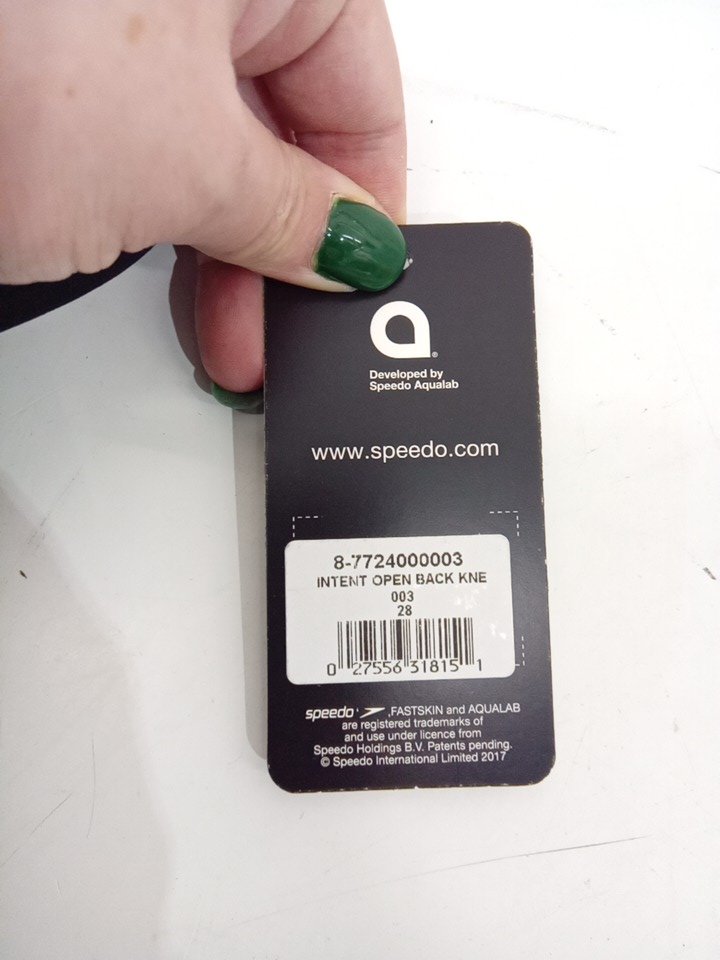 Developed by
Speedo Aqualab
www.speedo.com
8-7724000003
INTENT OPEN BACK KNE
003
28
0 27556 31815 1
speedo ,FASTSKIN and AQUALAB
are registered trademarks of
and use under licence from
Speedo Holdings B.V. Patents pending.
© Speedo International Limited 2017